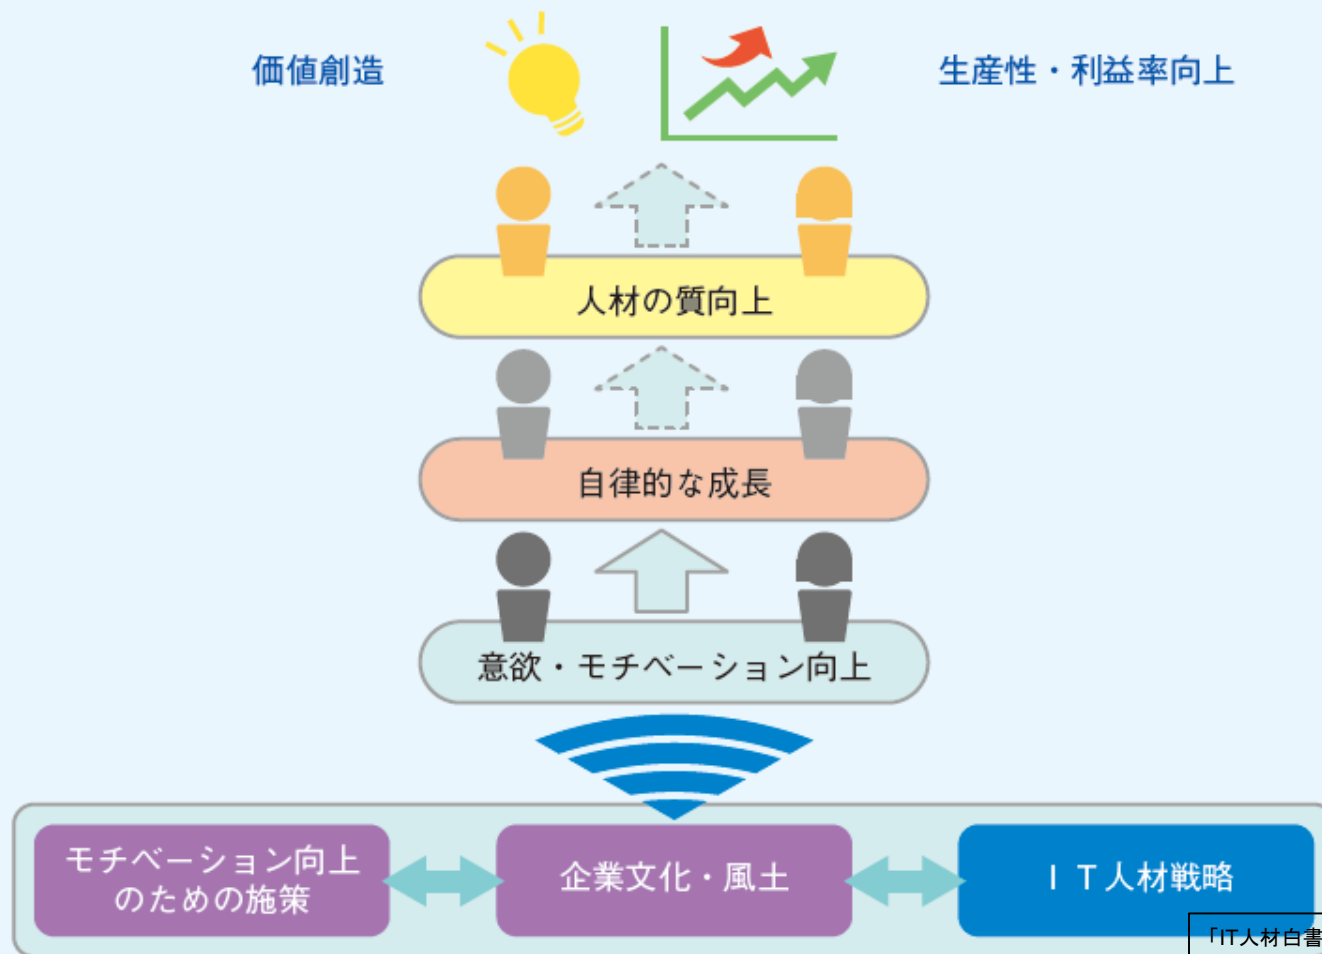 価値創造
生産性・利益率向上
人材の質向上
自律的な成長
意欲・モチベーション向上
モチベーション向上
のための施策
企業文化・風土
IT人材戦略
「IT人材白書